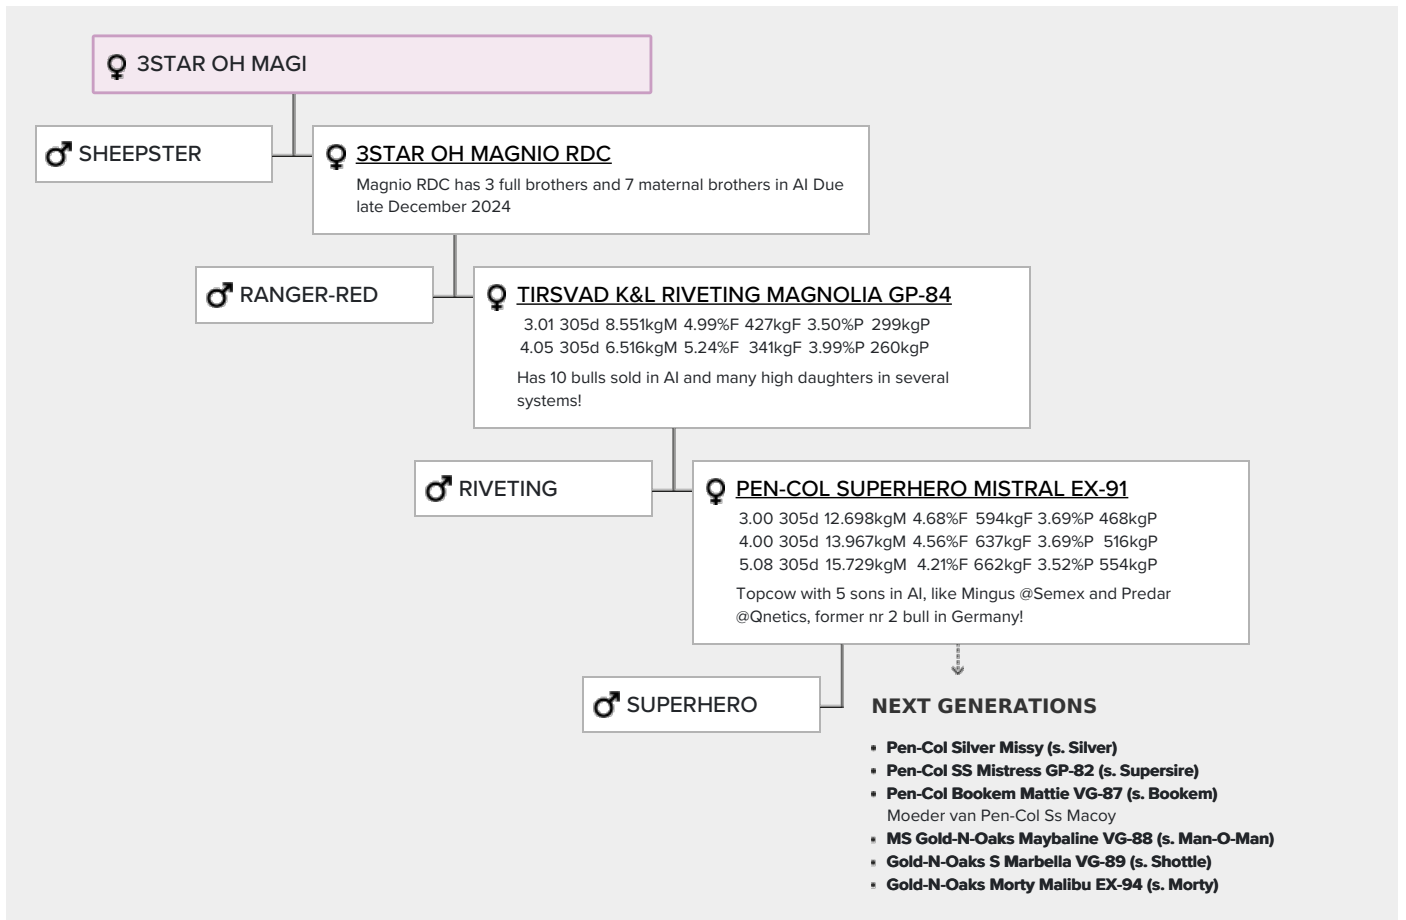 3STAR OH MAGI
SHEEPSTER
3STAR OH MAGNIO RDC
Magnio RDC has 3 full brothers and 7 maternal brothers in AI Due
late December 2024
RANGER-RED
TIRSVAD K&L RIVETING MAGNOLIA GP-84
3.01 305d 8.551kgM 4.99%F 427kgF 3.50%P 299kgP
4.05 305d 6.516kgM 5.24%F 341kgF 3.99%P 260kgP
Has 10 bulls sold in AI and many high daughters in several
systems!
RIVETING
PEN-COL SUPERHERO MISTRAL EX-91
3.00 305d 12.698kgM 4.68%F 594kgF 3.69%P 468kgP
4.00 305d 13.967kgM 4.56%F 637kgF 3.69%P 516kgP
5.08 305d 15.729kgM 4.21%F 662kgF 3.52%P 554kgP
Topcow with 5 sons in AI, like Mingus @Semex and Predar
@Qnetics, former nr 2 bull in Germany!
SUPERHERO
NEXT GENERATIONS
Pen-Col Silver Missy (s. Silver)
Pen-Col SS Mistress GP-82 (s. Supersire)
Pen-Col Bookem Mattie VG-87 (s. Bookem)
Moeder van Pen-Col Ss Macoy
MS Gold-N-Oaks Maybaline VG-88 (s. Man-O-Man)
Gold-N-Oaks S Marbella VG-89 (s. Shottle)
Gold-N-Oaks Morty Malibu EX-94 (s. Morty)